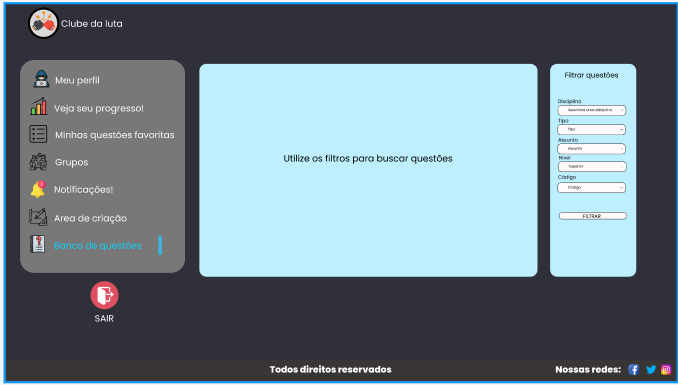 Clube da luta
Meu perfil
Veja seu progresso!
Minhas questões favoritas
Grupos
Notificações!
Area de criação
Banco de questões
SAIR
Utilize os filtros para buscar questões
Filtrar questões
Disciplina
Selecione uma disciplina
Tipo
Tipo
Assunto
Assunto
Nível
Superior
Código
Código
FILTRAR
Todos direitos reservados
Nossas redes: